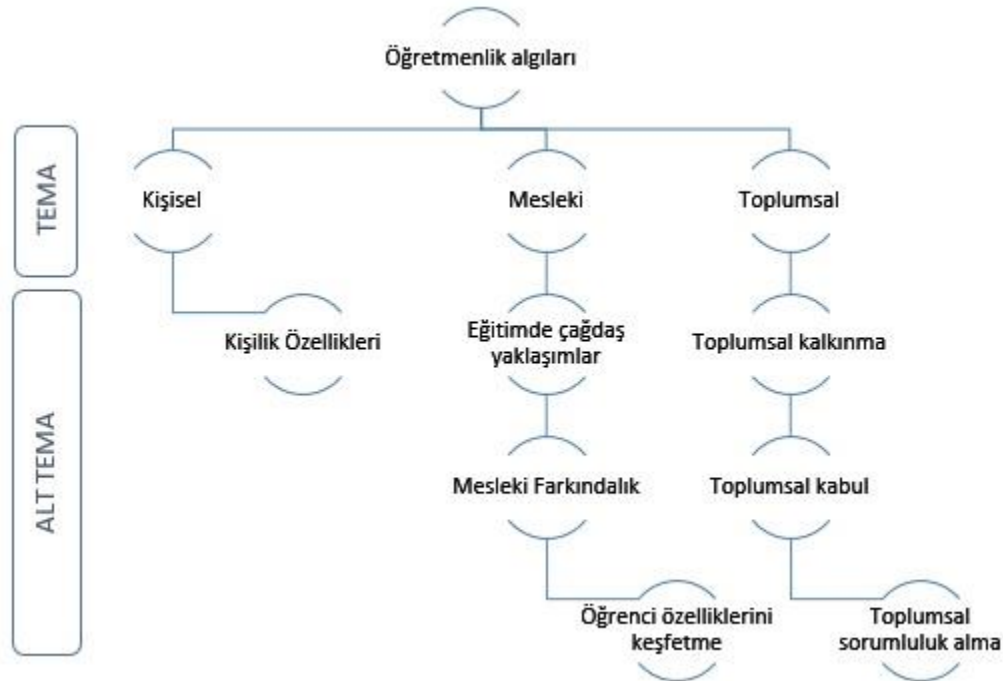 Öğretmenlik algıları
TEMA
Kişisel
Mesleki
Toplumsal
ALT TEMA
Kişilik Özellikleri
Eğitimde çağdaş
yaklaşımlar
Toplumsal kalkınma
Mesleki Farkındalık
Toplumsal kabul
Öğrenci özelliklerini
keşfetme
Toplumsal
sorumluluk alma